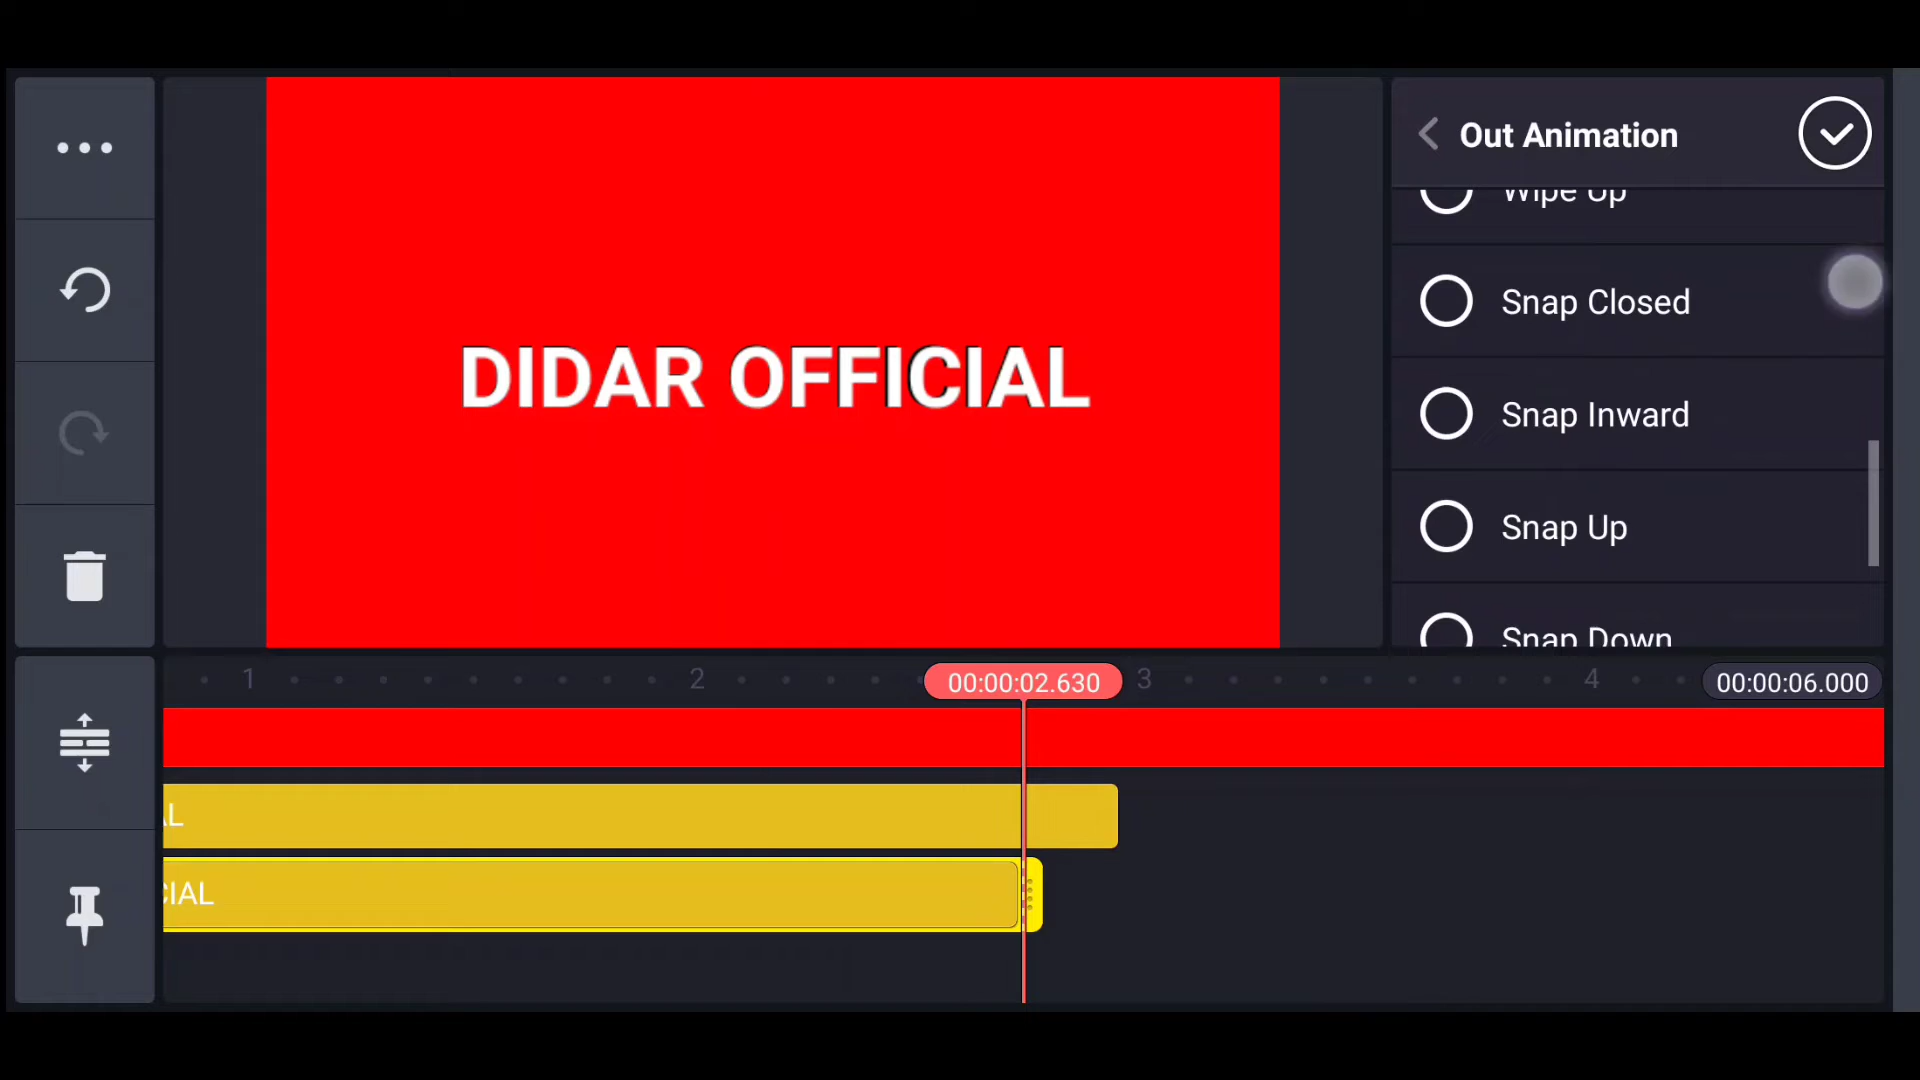 Out Animation
Wipe Up
Snap Closed
Snap Inward
Snap Up
Snap Down
DIDAR OFFICIAL
1
2
00:00:02.630
3
4
00:00:06.000
AL
CIAL